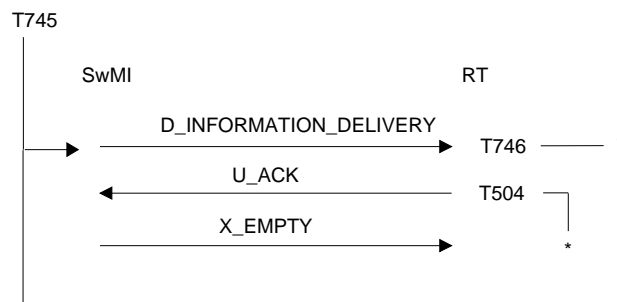 T745
SwMI RT
D_INFORMATION_DELIVERY
T746
U_ACK
T504
X_EMPTY
*